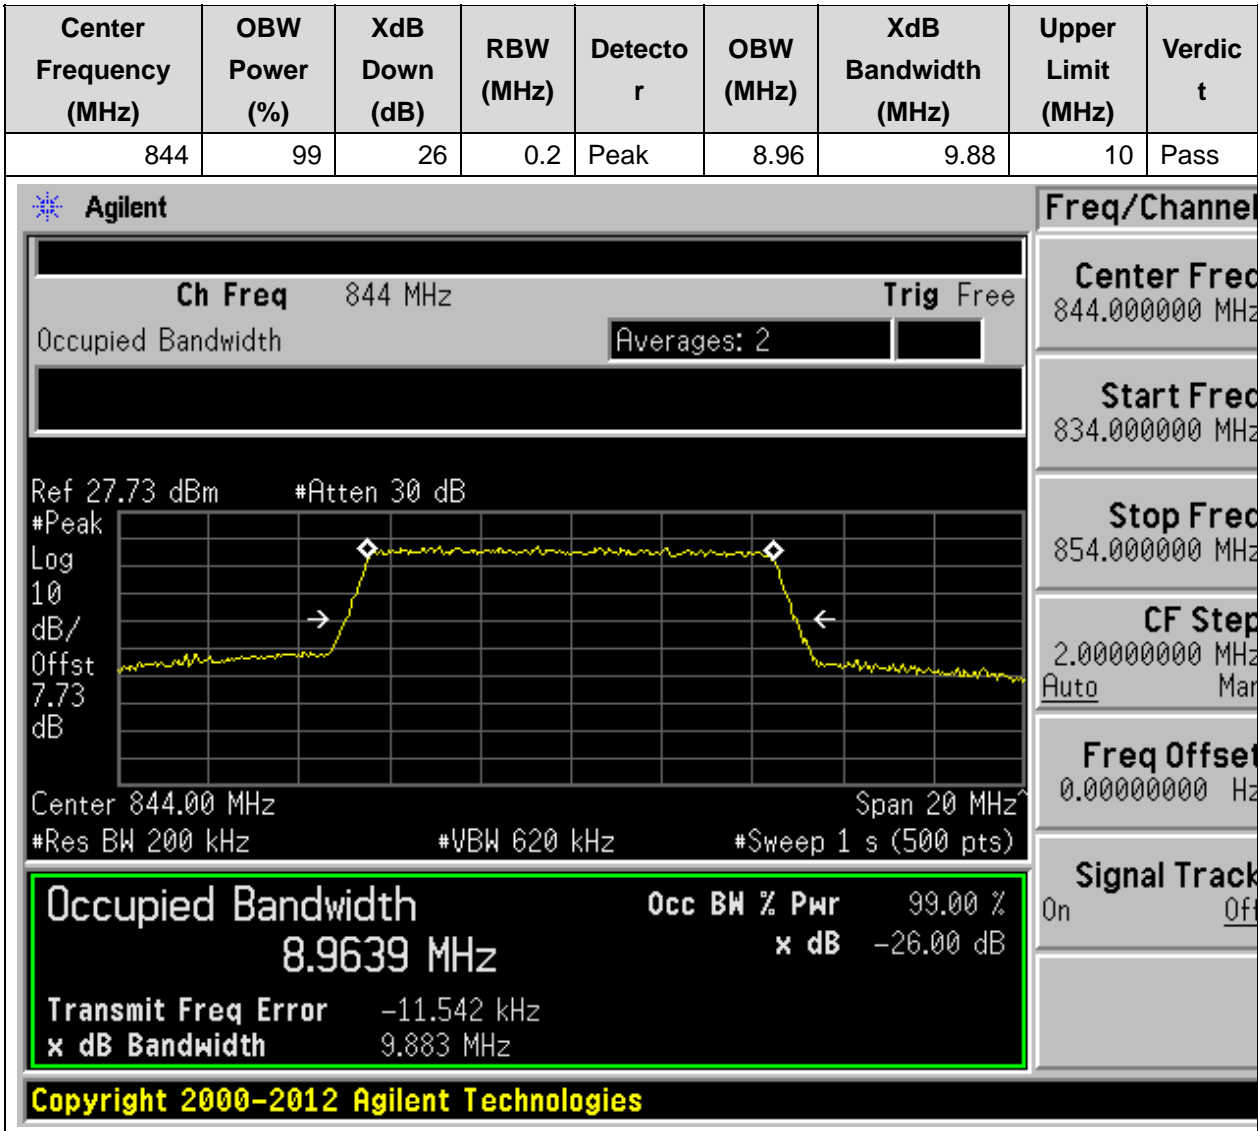 Center Frequency (MHz) OBW Power (%) XdB Down (dB) RBW (MHz) Detecto r OBW (MHz) XdB Bandwidth (MHz) Upper Limit (MHz) Verdic t
844 99 26 0.2 Peak 8.96 9.88 10 Pass
Agilent
Ch Freq 844 MHz Trig Free
Occupied Bandwidth Averages: 2
Ref 27.73 dBm #Atten 30 dB
#Peak
Log
10
dB/
Offst
7.73
dB
Center 844.00 MHz Span 20 MHz^
#Res BW 200 kHz #VBW 620 kHz #Sweep 1 s (500 pts)
Occupied Bandwidth Occ BW % Pwr 99.00 %
8.9639 MHz x dB -26.00 dB
Transmit Freq Error -11.542 kHz
x dB Bandwidth 9.883 MHz
Copyright 2000-2012 Agilent Technologies
Freq/Channel
Center Freq
844.000000 MHz
Start Freq
834.000000 MHz
Stop Freq
854.000000 MHz
CF Step
2.00000000 MHz
Auto Man
Freq Offset
0.00000000 Hz
Signal Track
On Off